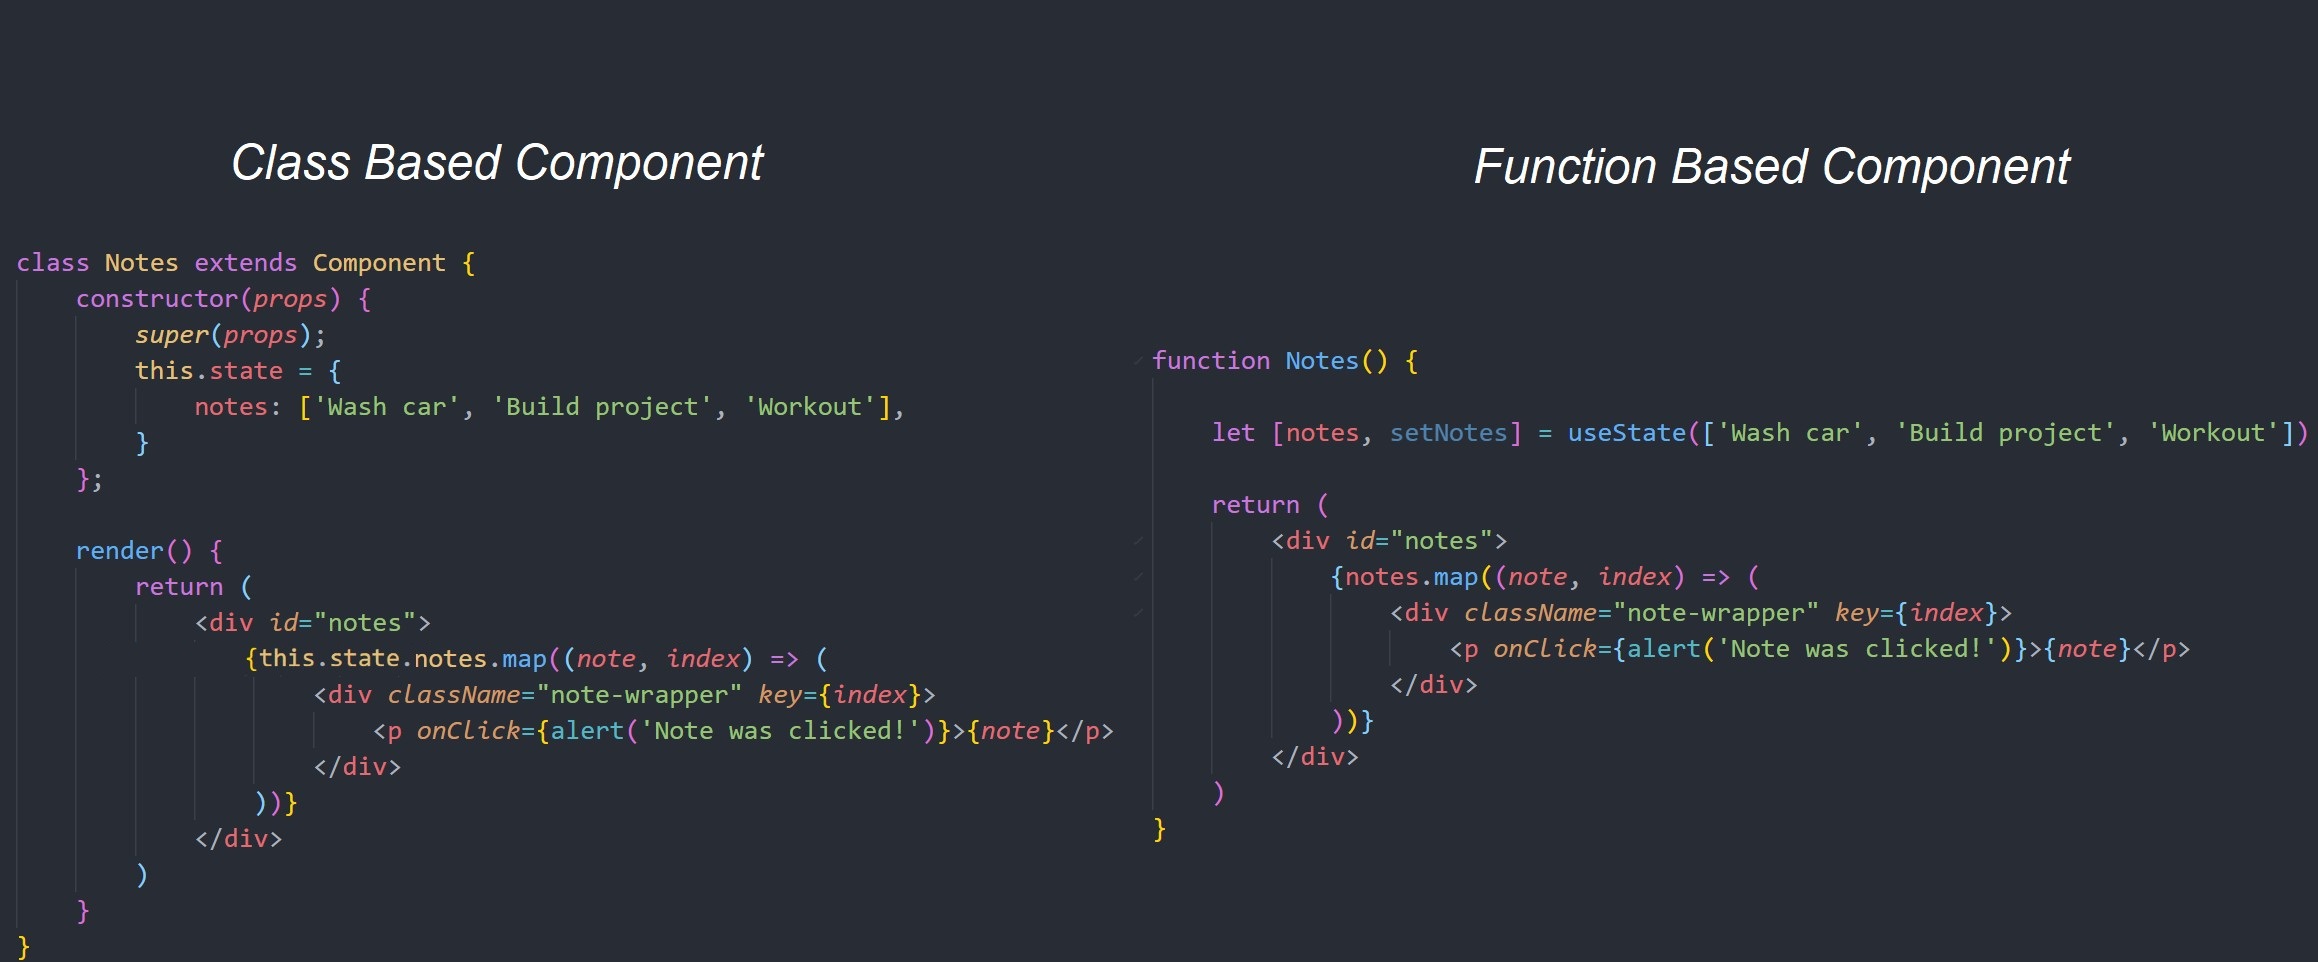 Class Based Component
class Notes extends Component {
    constructor(props) {
        super(props);
        this.state = {
            notes: ['Wash car', 'Build project', 'Workout'],
        }
    };

    render() {
        return (
            <div id="notes">
                {this.state.notes.map((note, index) => (
                    <div className="note-wrapper" key={index}>
                        <p onClick={alert('Note was clicked!')}>{note}</p>
                    </div>
                ))}
            </div>
        )
    }
}
Function Based Component
function Notes() {

    let [notes, setNotes] = useState(['Wash car', 'Build project', 'Workout'])

    return (
        <div id="notes">
            {notes.map((note, index) => (
                <div className="note-wrapper" key={index}>
                    <p onClick={alert('Note was clicked!')}>{note}</p>
                </div>
            ))}
        </div>
    )
}